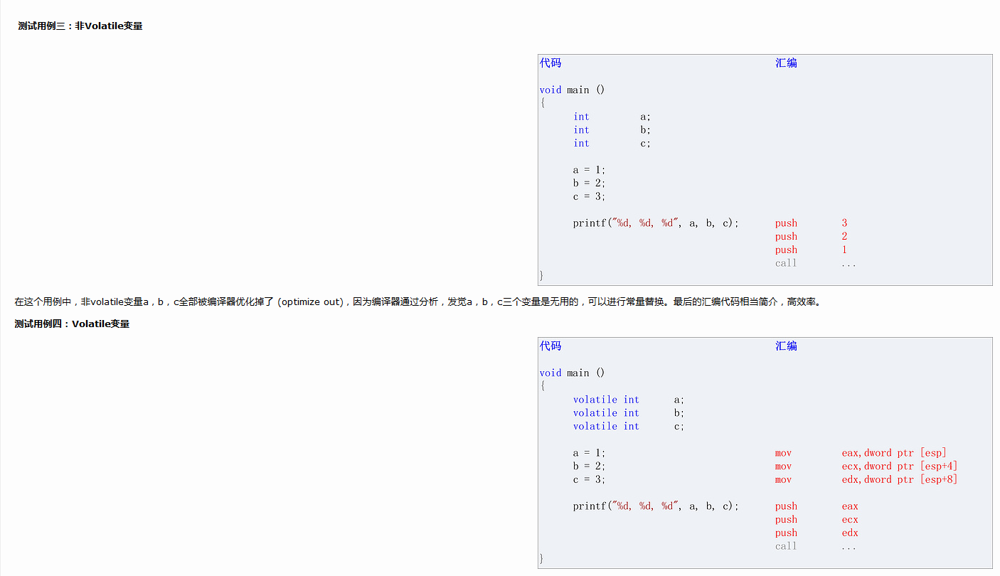 测试用例三：非Volatile变量
代码 汇编
void main ()
{
int a;
int b;
int c;
a = 1;
b = 2;
c = 3;
printf("%d, %d, %d", a, b, c); push 3
push 2
push 1
call ...
}
在这个用例中，非volatile变量a，b，c全部被编译器优化掉了 (optimize out)，因为编译器通过分析，发觉a，b，c三个变量是无用的，可以进行常量替换。最后的汇编代码相当简介，高效率。
测试用例四：Volatile变量
代码 汇编
void main ()
{
volatile int a;
volatile int b;
volatile int c;
a = 1; mov eax,dword ptr [esp]
b = 2; mov ecx,dword ptr [esp+4]
c = 3; mov edx,dword ptr [esp+8]
printf("%d, %d, %d", a, b, c); push eax
push ecx
push edx
call ...
}